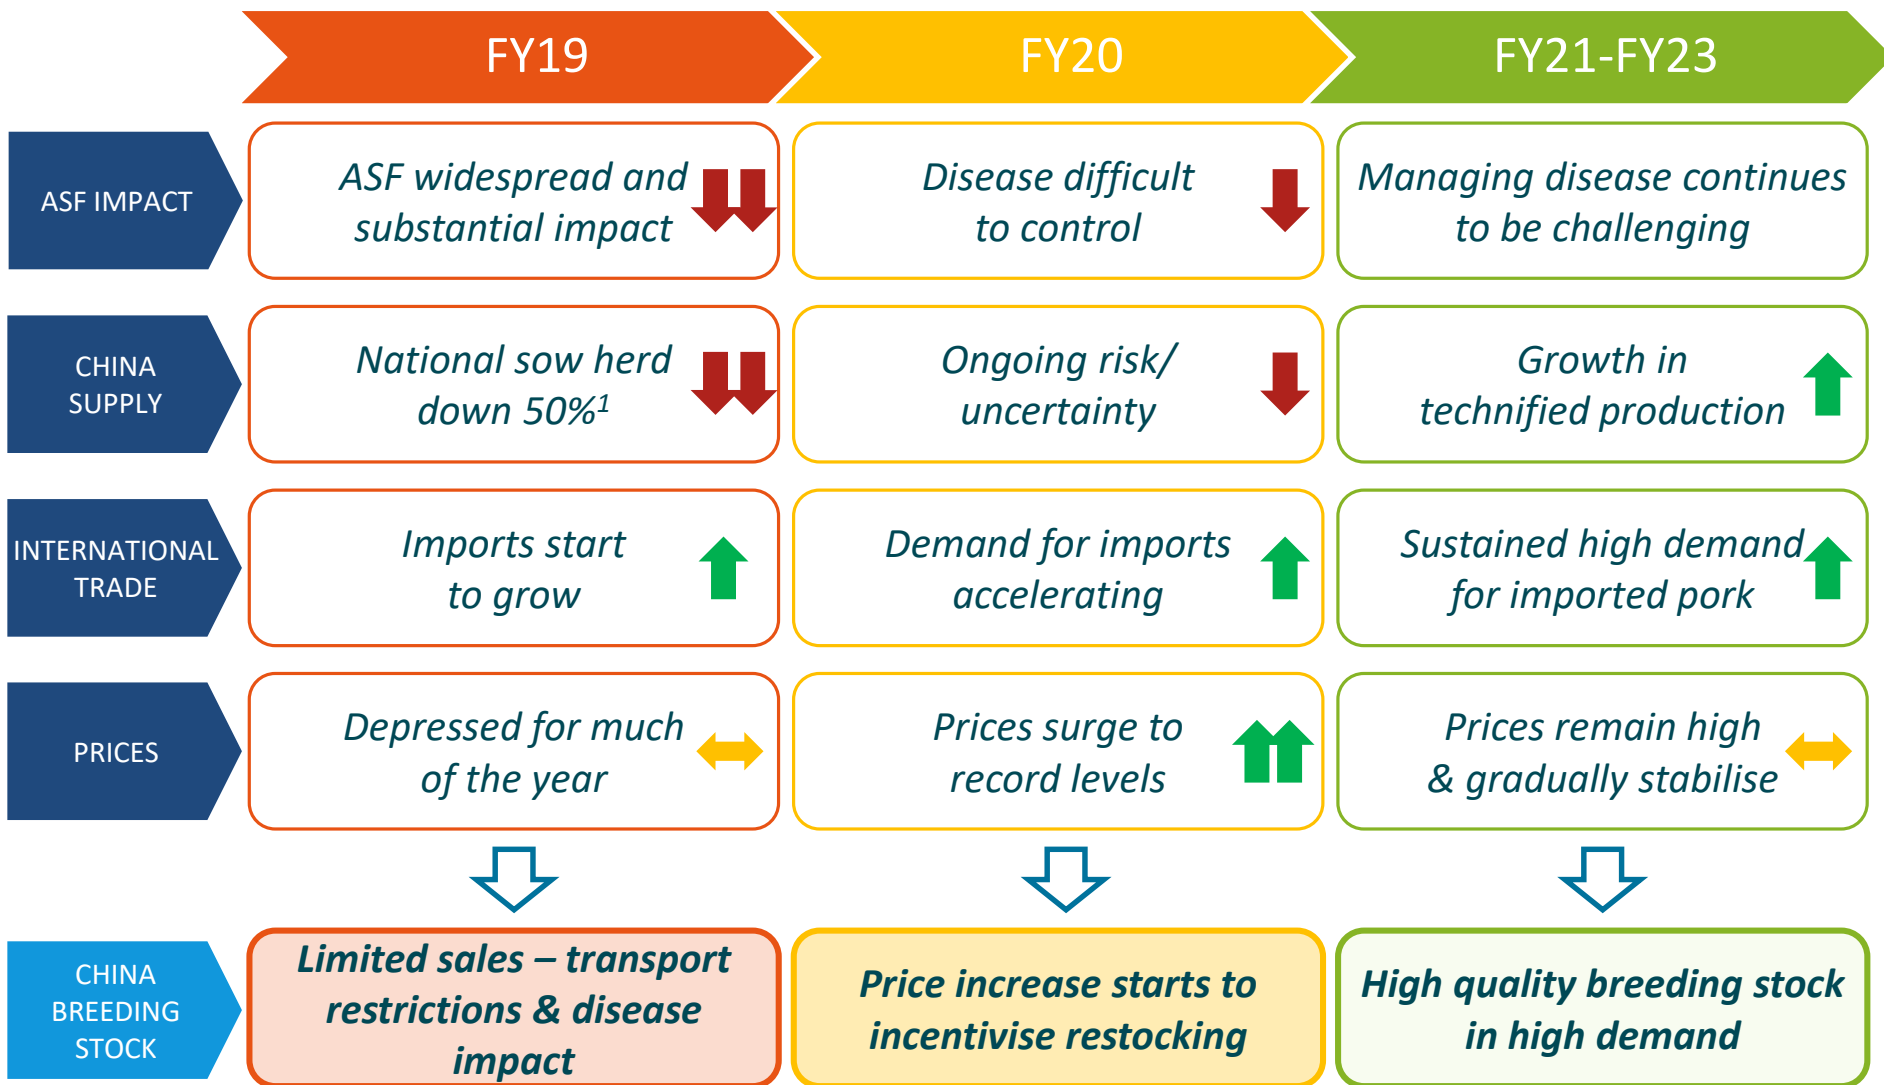 FY19
FY20
FY21-FY23
ASF IMPACT
ASF widespread and
substantial impact
Disease difficult
to control
Managing disease continues
to be challenging
CHINA
SUPPLY
National sow herd
down 50%¹
Ongoing risk/
uncertainty
Growth in
technified production
INTERNATIONAL
TRADE
Imports start
to grow
Demand for imports
accelerating
Sustained high demand
for imported pork
PRICES
Depressed for much
of the year
Prices surge to
record levels
Prices remain high
& gradually stabilise
CHINA
BREEDING
STOCK
Limited sales – transport
restrictions & disease
impact
Price increase starts to
incentivise restocking
High quality breeding stock
in high demand